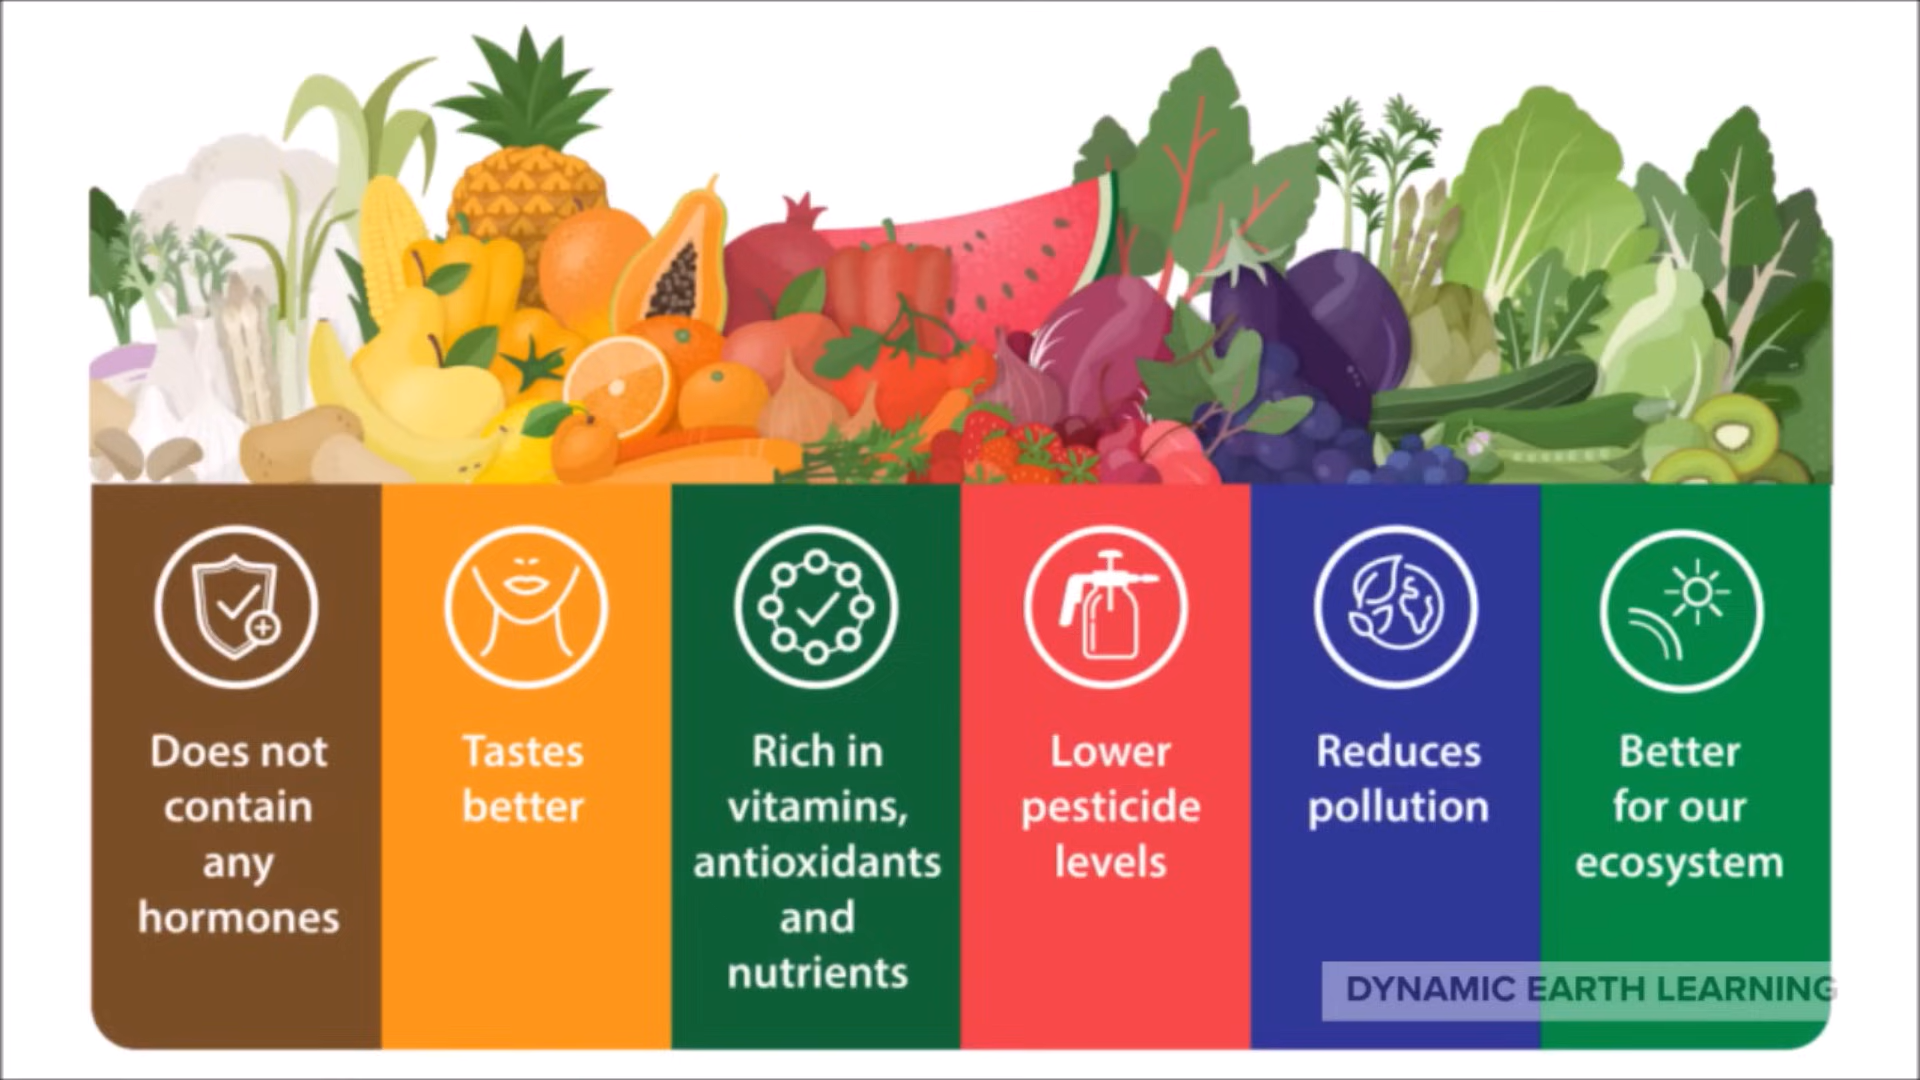 Does not
contain
any
hormones
Tastes
better
Rich in
vitamins,
antioxidants
and
nutrients
Lower
pesticide
levels
Reduces
pollution
Better
for our
ecosystem
DYNAMIC EARTH LEARNING